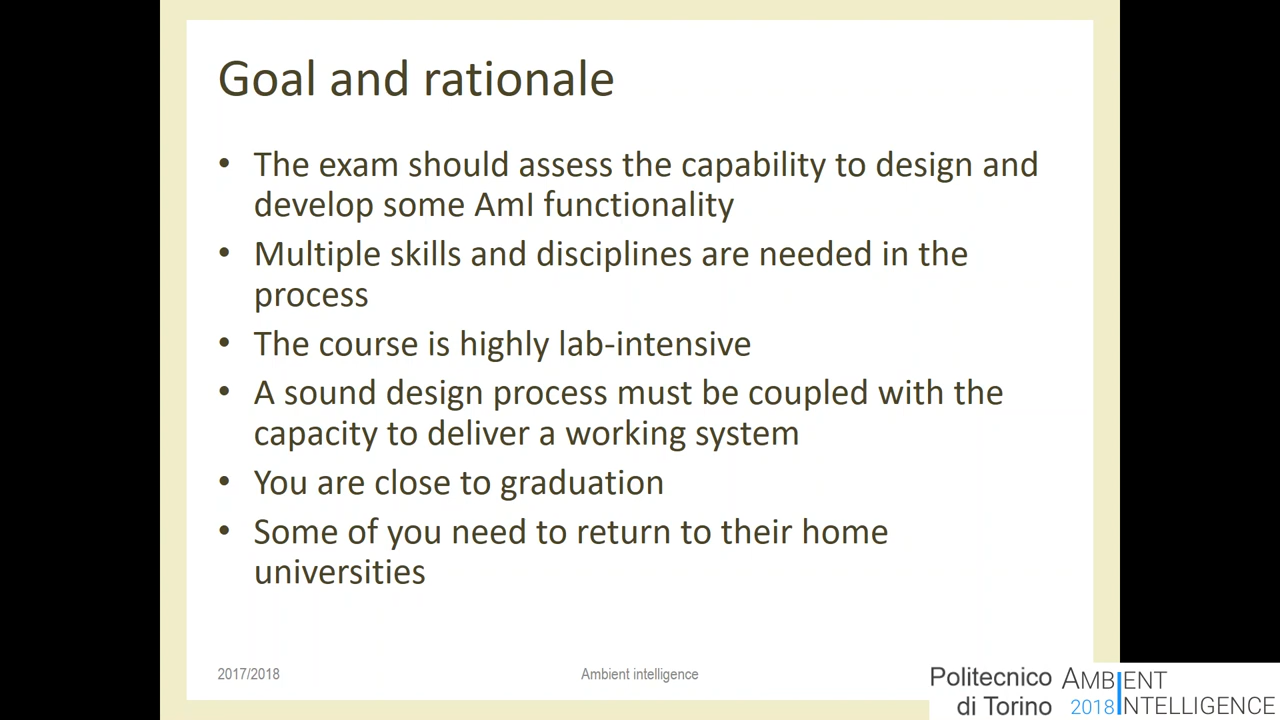 Goal and rationale
• The exam should assess the capability to design and
develop some AmI functionality
• Multiple skills and disciplines are needed in the
process
• The course is highly lab-intensive
• A sound design process must be coupled with the
capacity to deliver a working system
• You are close to graduation
• Some of you need to return to their home
universities
2017/2018
Ambient intelligence
Politecnico
di Torino
AMBIENT
2018 INTELLIGENCE